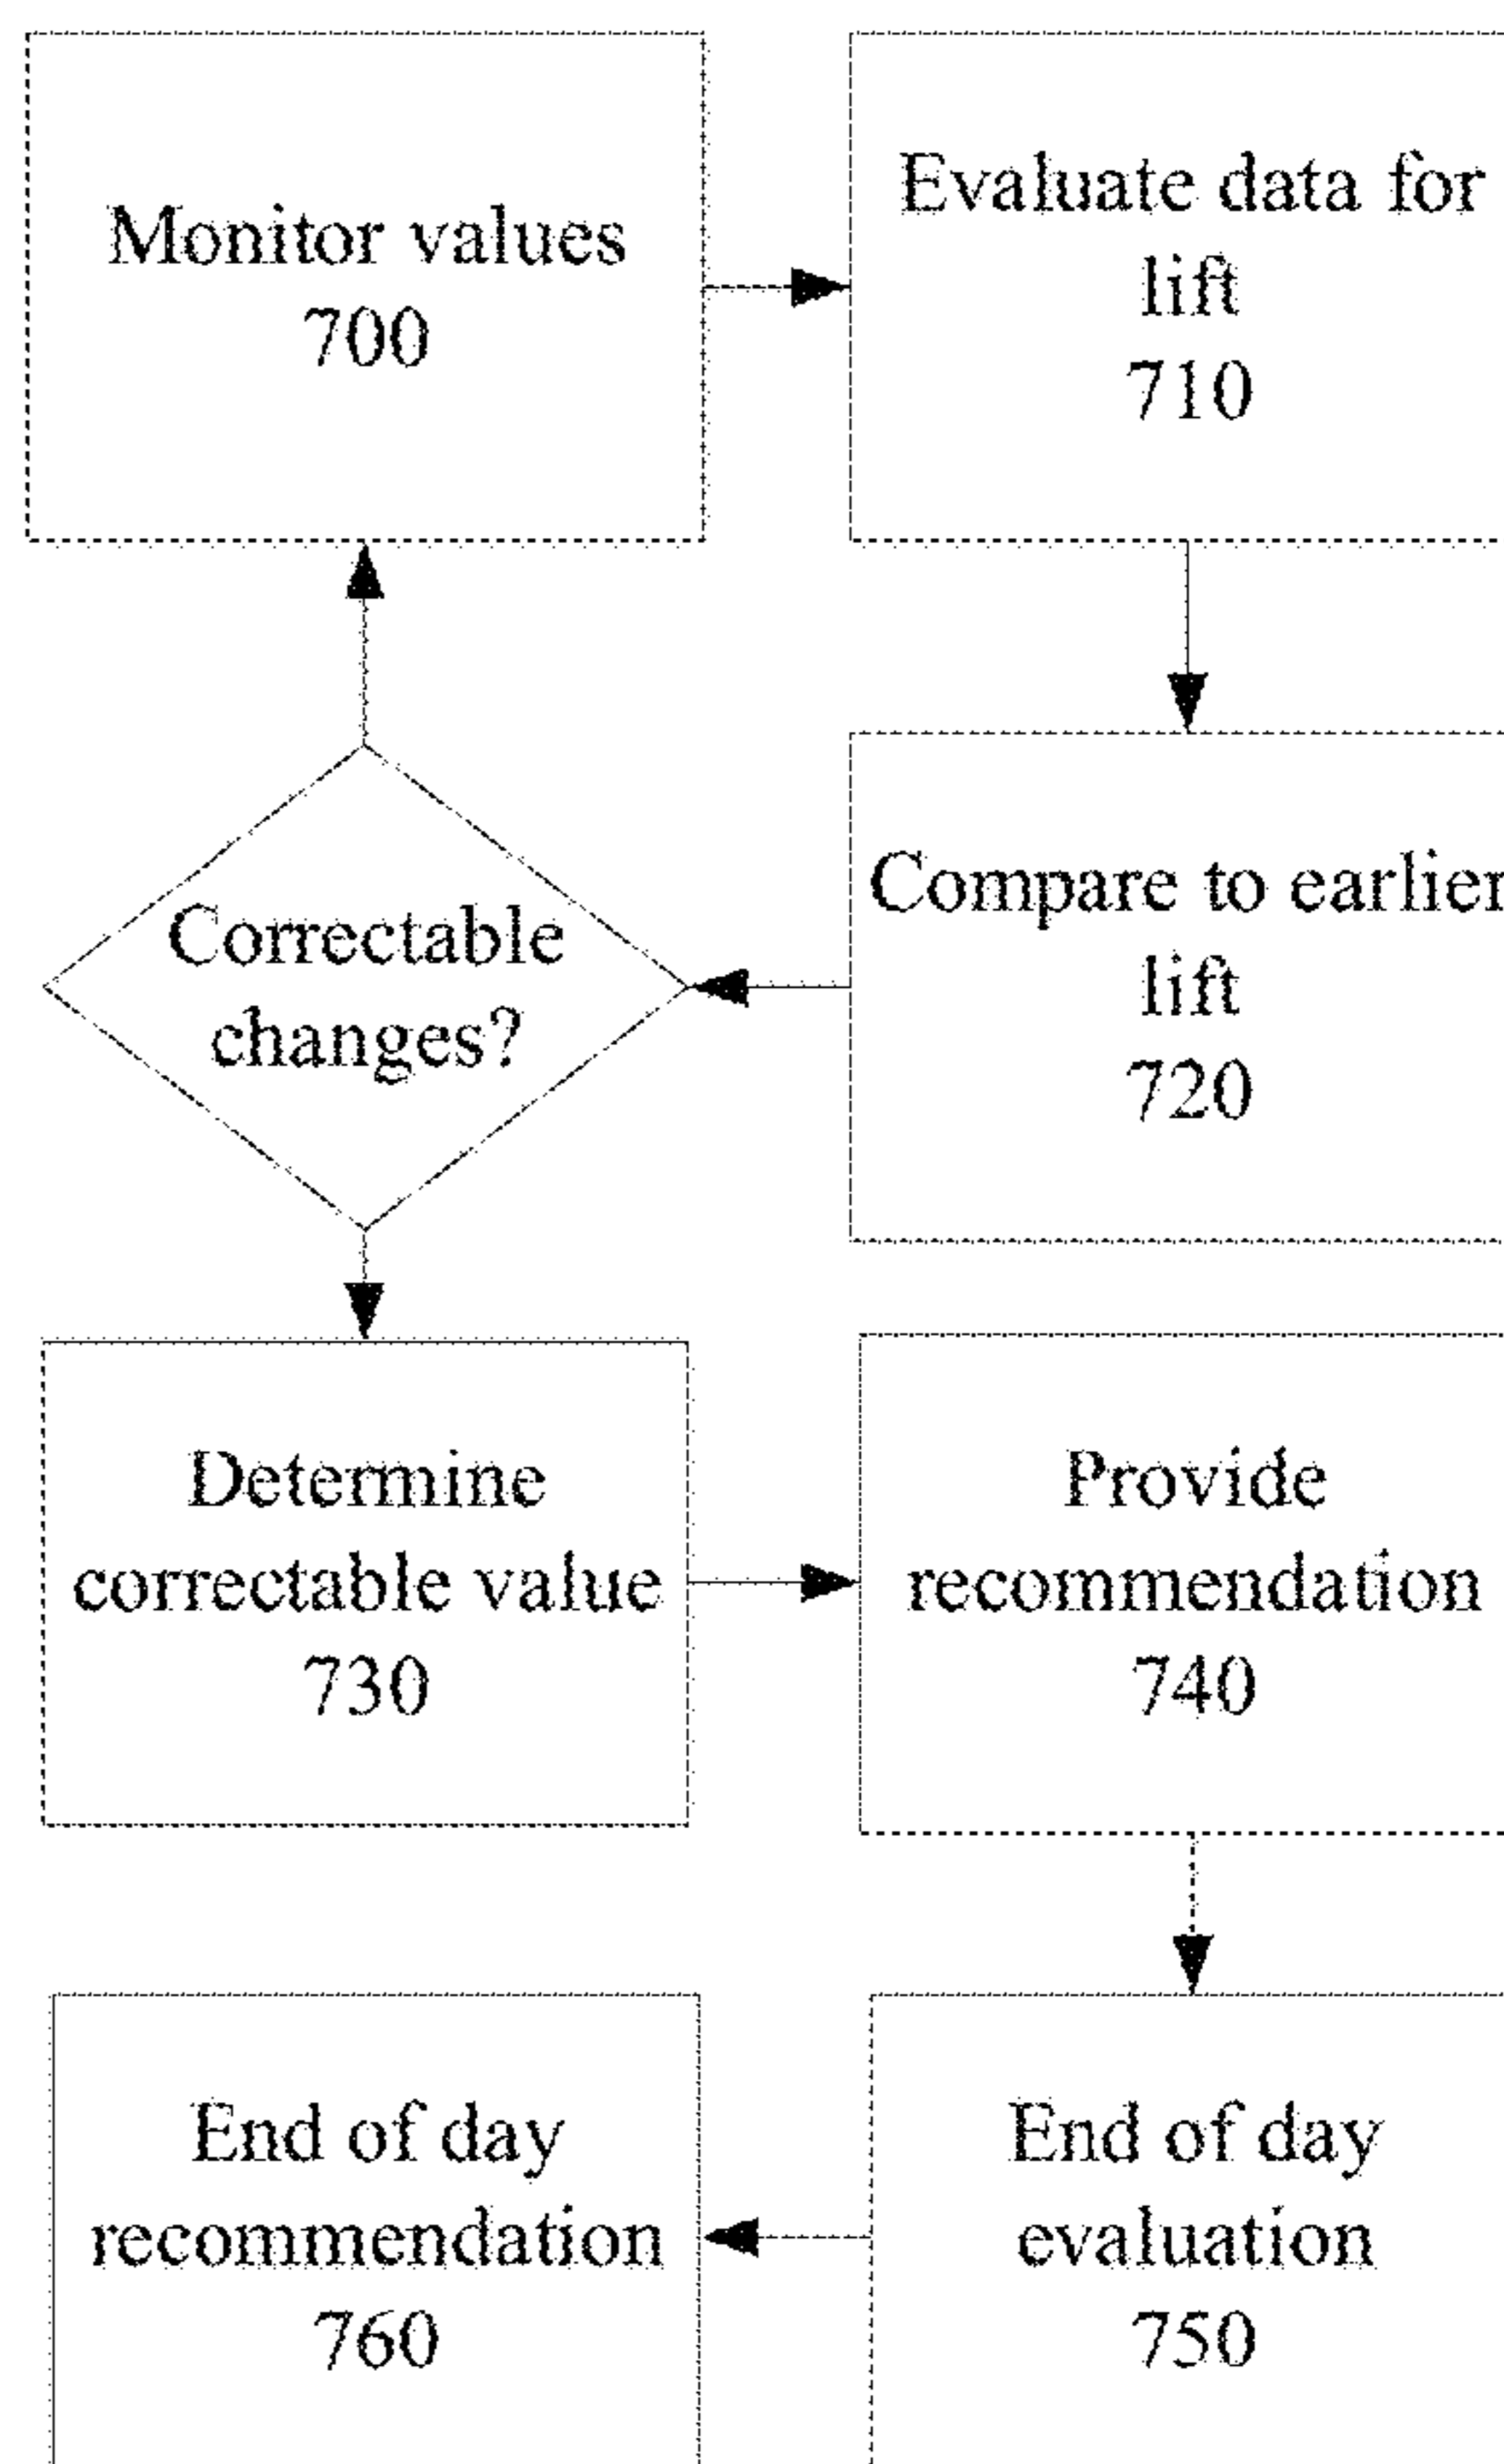 Monitor values
700
Evaluate data for
lift
710
Compare to earlier
lift
720
Correctable
changes?
Determine
correctable value
730
Provide
recommendation
740
End of day
evaluation
750
End of day
recommendation
760